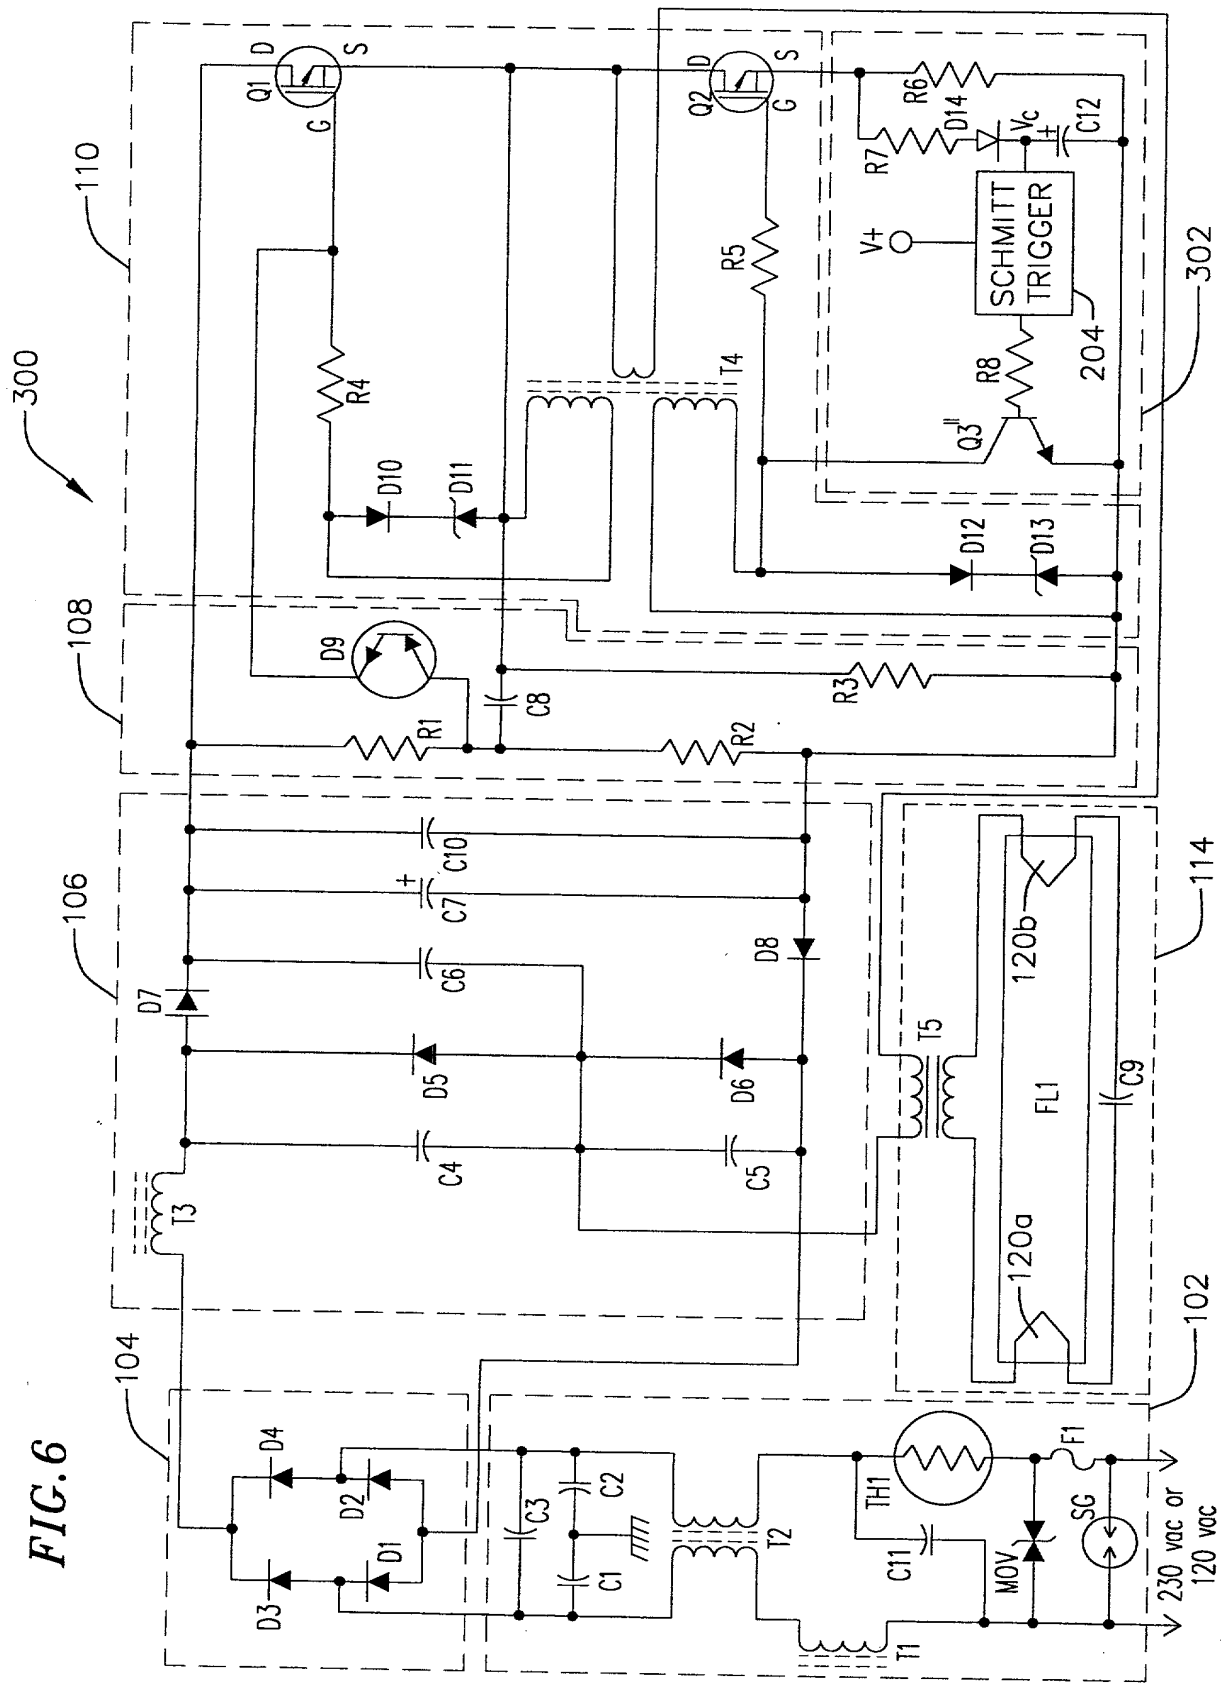 FIG.6
300
110
108
106
104
D
Q1
S
G
R4
D10
D11
T4
D
Q2
S
G
R5
R6
R7
D14
Vc
+
C12
V+
SCHMITT
TRIGGER
204
R8
Q3"
302
D12
D13
D9
R1
C8
R2
R3
C10
+
C7
C6
D7
D8
D5
D6
C4
C5
T3
T5
120b
114
FL1
C9
120a
102
D4
D3
D2
D1
C3
C2
C1
T2
TH1
C11
F1
MOV
SG
T1
230 vac or
120 vac